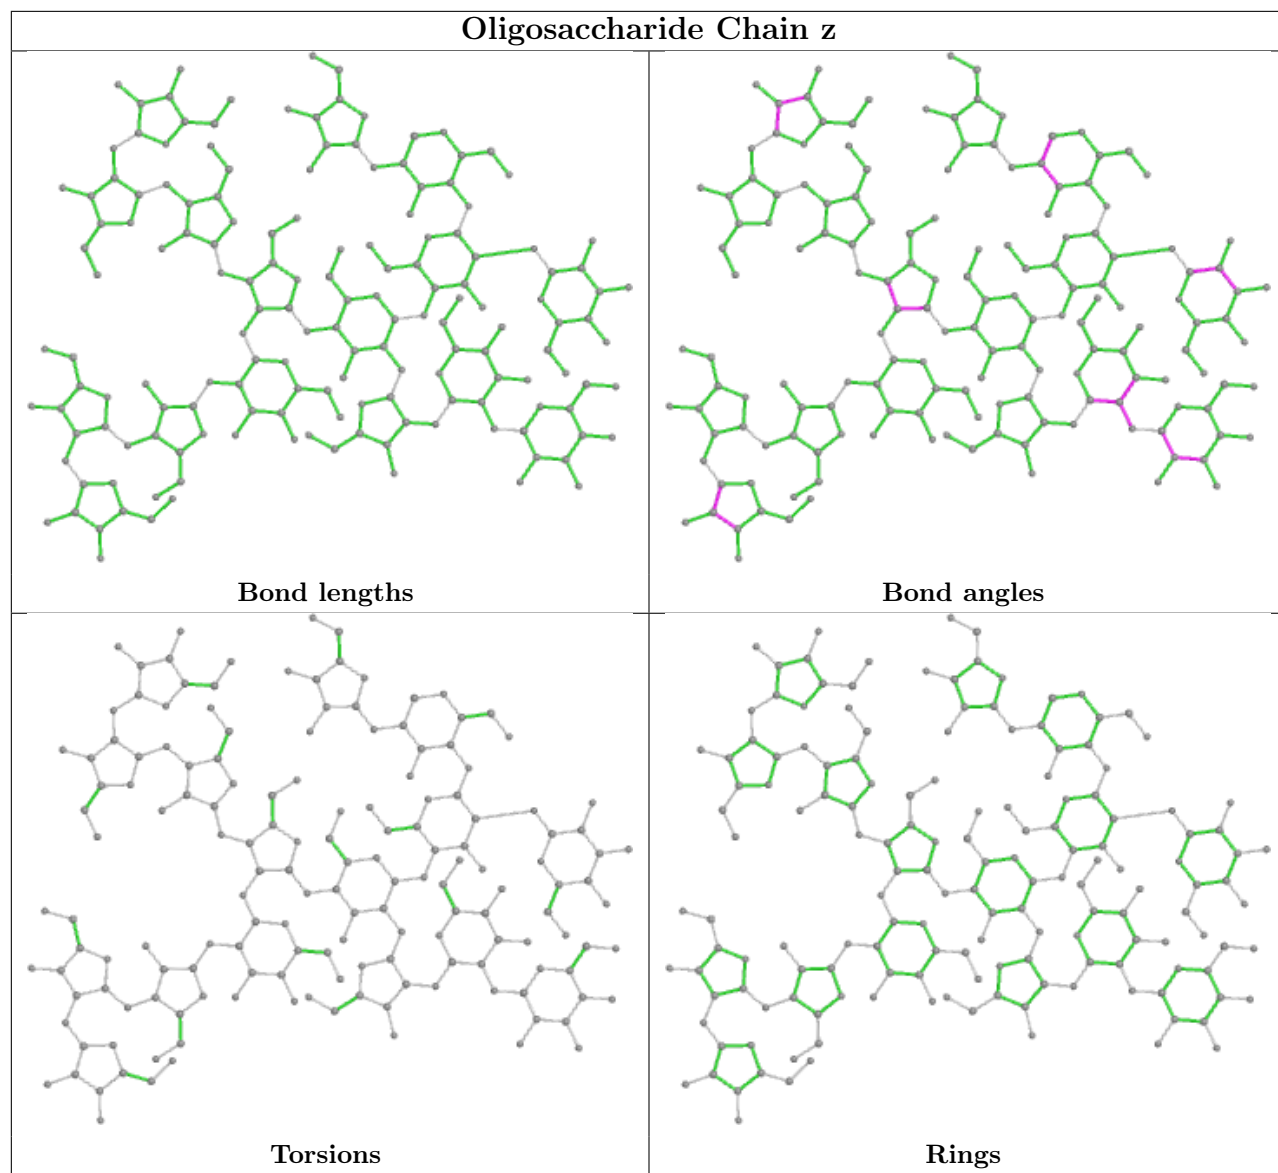 Oligosaccharide Chain z
Bond lengths
Bond angles
Torsions
Rings